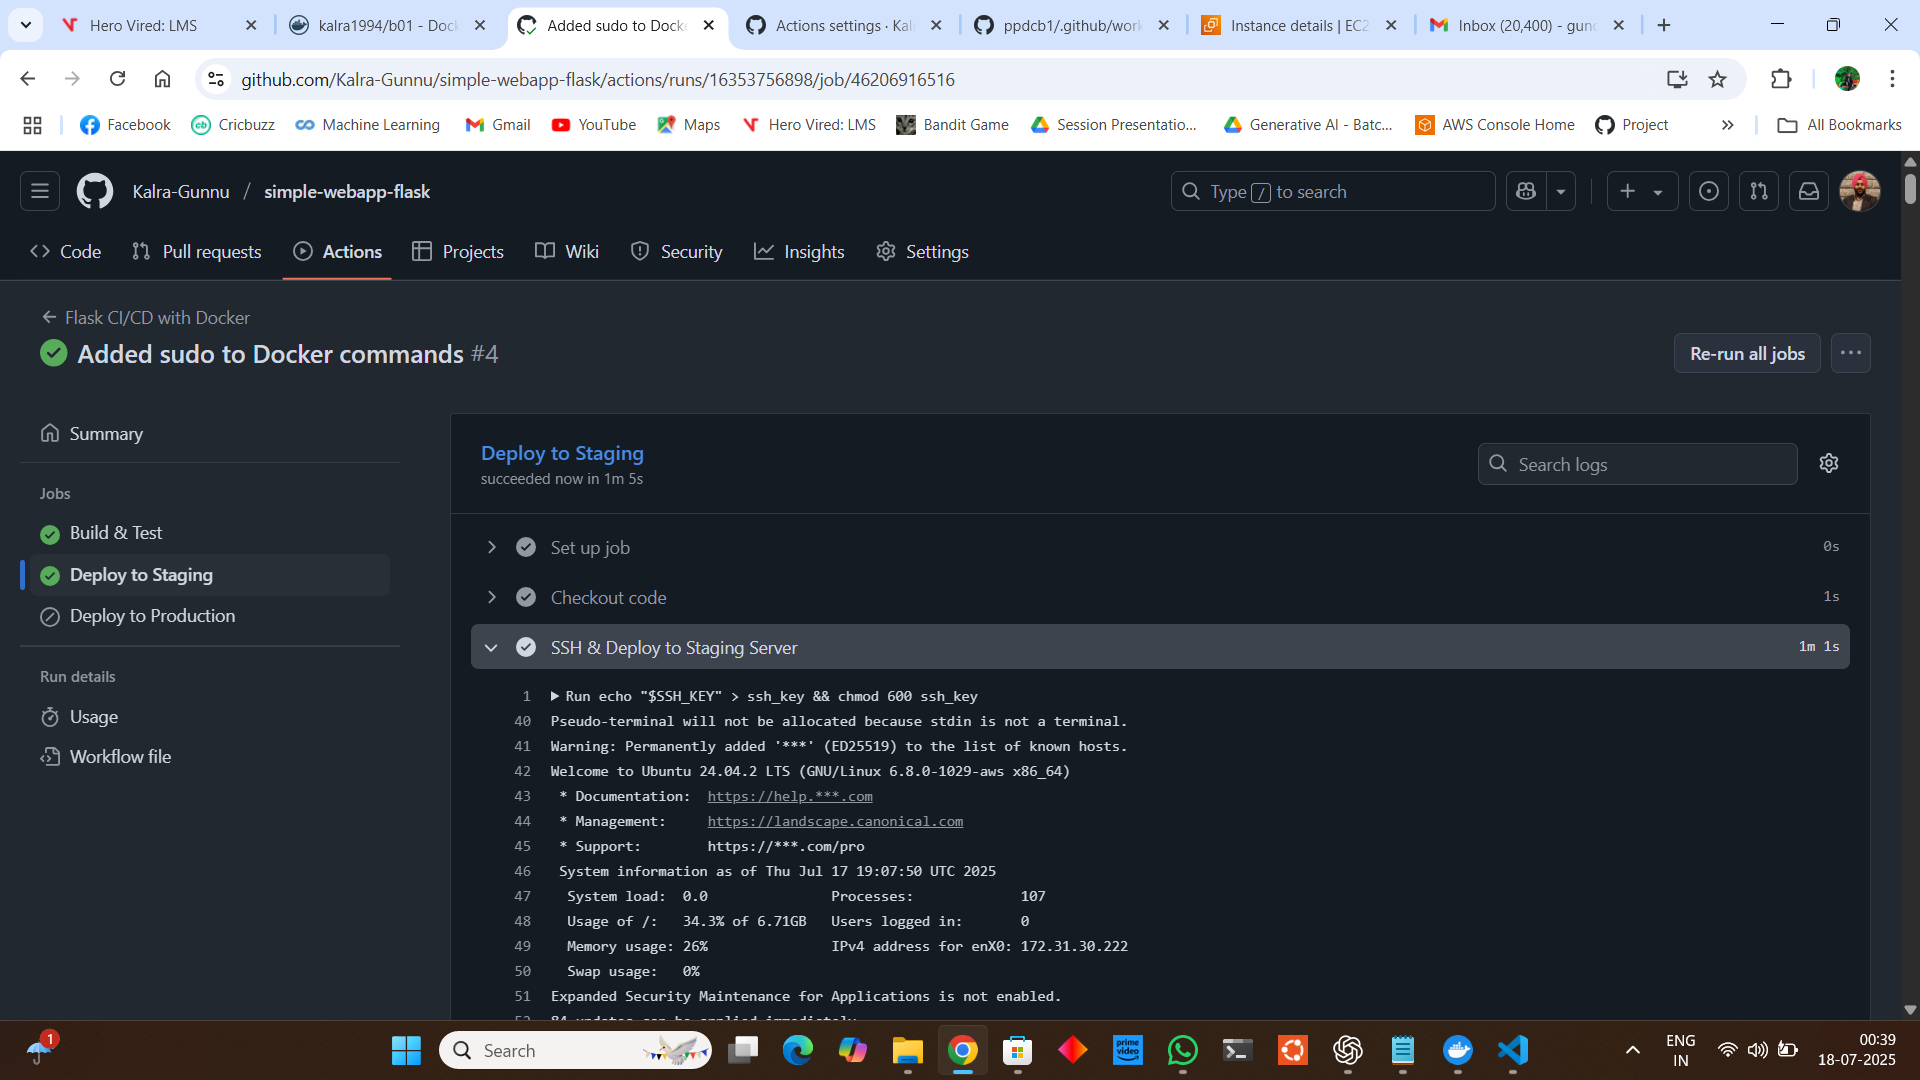 Hero Vired: LMS
kalra1994/b01 - Dock
Added sudo to Docke
Actions settings · Kal
ppdcb1/.github/work
Instance details | EC2
Inbox (20,400) - gunc
github.com/Kalra-Gunnu/simple-webapp-flask/actions/runs/16353756898/job/46206916516
Facebook
Cricbuzz
Machine Learning
Gmail
YouTube
Maps
Hero Vired: LMS
Bandit Game
Session Presentatio...
Generative AI - Batc...
AWS Console Home
Project
All Bookmarks
Kalra-Gunnu / simple-webapp-flask
Type / to search
Code
Pull requests
Actions
Projects
Wiki
Security
Insights
Settings
Flask CI/CD with Docker
Added sudo to Docker commands #4
Re-run all jobs
Summary
Jobs
Build & Test
Deploy to Staging
Deploy to Production
Run details
Usage
Workflow file
Deploy to Staging
succeeded now in 1m 5s
Search logs
Set up job 0s
Checkout code 1s
SSH & Deploy to Staging Server 1m 1s
1 Run echo "$SSH_KEY" > ssh_key && chmod 600 ssh_key
40 Pseudo-terminal will not be allocated because stdin is not a terminal.
41 Warning: Permanently added '***' (ED25519) to the list of known hosts.
42 Welcome to Ubuntu 24.04.2 LTS (GNU/Linux 6.8.0-1029-aws x86_64)
43 * Documentation: https://help.***.com
44 * Management: https://landscape.canonical.com
45 * Support: https://***.com/pro
46 System information as of Thu Jul 17 19:07:50 UTC 2025
47 System load: 0.0 Processes: 107
48 Usage of /: 34.3% of 6.71GB Users logged in: 0
49 Memory usage: 26% IPv4 address for enX0: 172.31.30.222
50 Swap usage: 0%
51 Expanded Security Maintenance for Applications is not enabled.
52 84 updates can be applied immediately.
1
Search
prime video
ENG
IN
00:39
18-07-2025